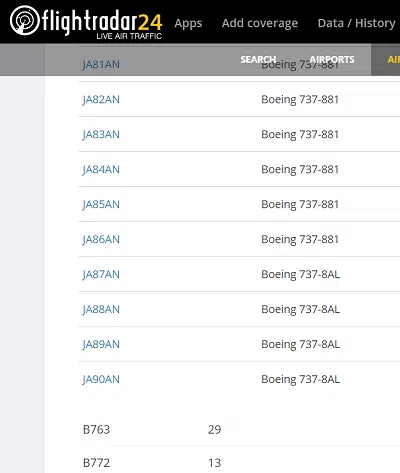 flightradar24
LIVE AIR TRAFFIC
Apps Add coverage Data / History
SEARCH AIRPORTS AI
JA81AN Boeing 737-881
JA82AN Boeing 737-881
JA83AN Boeing 737-881
JA84AN Boeing 737-881
JA85AN Boeing 737-881
JA86AN Boeing 737-881
JA87AN Boeing 737-8AL
JA88AN Boeing 737-8AL
JA89AN Boeing 737-8AL
JA90AN Boeing 737-8AL
B763 29
B772 13